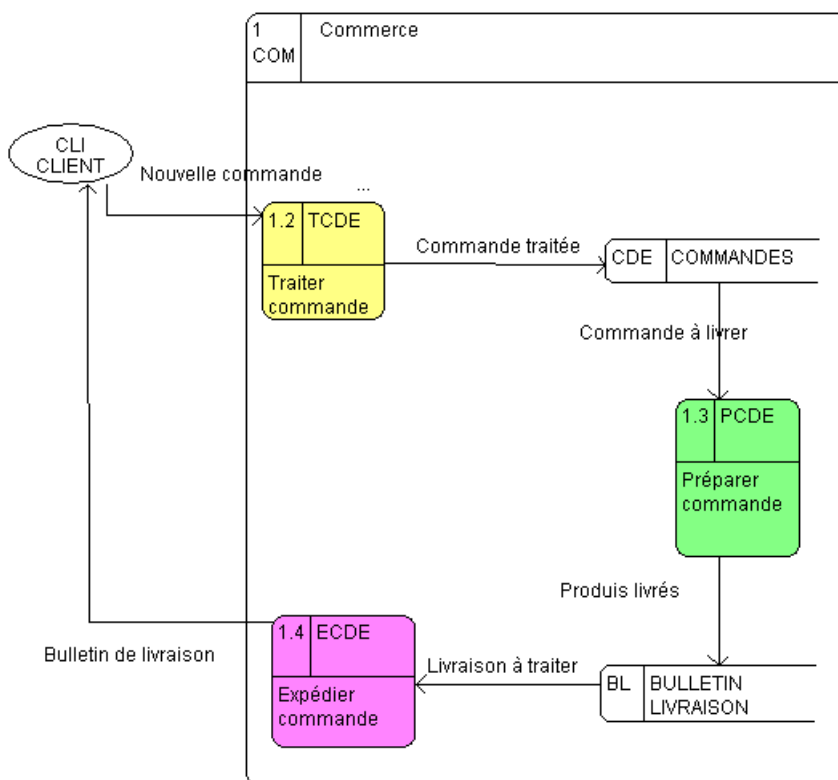 1
COM
Commerce
CLI
CLIENT
Nouvelle commande
...
1.2 TCDE
Traiter
commande
Commande traitée
CDE COMMANDES
Commande à livrer
1.3 PCDE
Préparer
commande
Produis livrés
BL BULLETIN
LIVRAISON
Livraison à traiter
1.4 ECDE
Expédier
commande
Bulletin de livraison